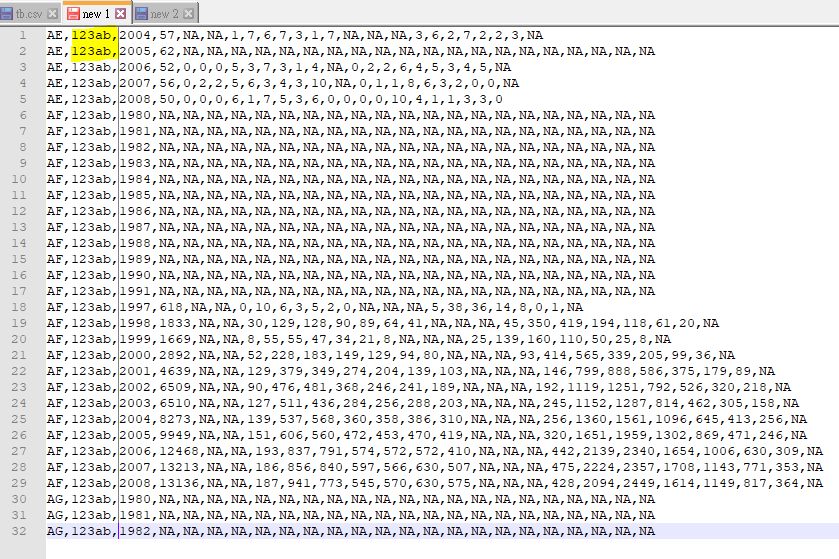 tb.csv new 1 new 2
1 AE,123ab,2004,57,NA,NA,1,7,6,7,3,1,7,NA,NA,NA,3,6,2,7,2,2,3,NA
2 AE,123ab,2005,62,NA,NA,NA,NA,NA,NA,NA,NA,NA,NA,NA,NA,NA,NA,NA,NA,NA,NA,NA,NA
3 AE,123ab,2006,52,0,0,0,5,3,7,3,1,4,NA,0,2,2,6,4,5,3,4,5,NA
4 AE,123ab,2007,56,0,2,2,5,6,3,4,3,10,NA,0,1,1,8,6,3,2,0,0,NA
5 AE,123ab,2008,50,0,0,0,6,1,7,5,3,6,0,0,0,0,10,4,1,1,3,3,0
6 AF,123ab,1980,NA,NA,NA,NA,NA,NA,NA,NA,NA,NA,NA,NA,NA,NA,NA,NA,NA,NA,NA,NA,NA
7 AF,123ab,1981,NA,NA,NA,NA,NA,NA,NA,NA,NA,NA,NA,NA,NA,NA,NA,NA,NA,NA,NA,NA,NA
8 AF,123ab,1982,NA,NA,NA,NA,NA,NA,NA,NA,NA,NA,NA,NA,NA,NA,NA,NA,NA,NA,NA,NA,NA
9 AF,123ab,1983,NA,NA,NA,NA,NA,NA,NA,NA,NA,NA,NA,NA,NA,NA,NA,NA,NA,NA,NA,NA,NA
10 AF,123ab,1984,NA,NA,NA,NA,NA,NA,NA,NA,NA,NA,NA,NA,NA,NA,NA,NA,NA,NA,NA,NA,NA
11 AF,123ab,1985,NA,NA,NA,NA,NA,NA,NA,NA,NA,NA,NA,NA,NA,NA,NA,NA,NA,NA,NA,NA,NA
12 AF,123ab,1986,NA,NA,NA,NA,NA,NA,NA,NA,NA,NA,NA,NA,NA,NA,NA,NA,NA,NA,NA,NA,NA
13 AF,123ab,1987,NA,NA,NA,NA,NA,NA,NA,NA,NA,NA,NA,NA,NA,NA,NA,NA,NA,NA,NA,NA,NA
14 AF,123ab,1988,NA,NA,NA,NA,NA,NA,NA,NA,NA,NA,NA,NA,NA,NA,NA,NA,NA,NA,NA,NA,NA
15 AF,123ab,1989,NA,NA,NA,NA,NA,NA,NA,NA,NA,NA,NA,NA,NA,NA,NA,NA,NA,NA,NA,NA,NA
16 AF,123ab,1990,NA,NA,NA,NA,NA,NA,NA,NA,NA,NA,NA,NA,NA,NA,NA,NA,NA,NA,NA,NA,NA
17 AF,123ab,1991,NA,NA,NA,NA,NA,NA,NA,NA,NA,NA,NA,NA,NA,NA,NA,NA,NA,NA,NA,NA,NA
18 AF,123ab,1997,618,NA,NA,0,10,6,3,5,2,0,NA,NA,NA,5,38,36,14,8,0,1,NA
19 AF,123ab,1998,1833,NA,NA,30,129,128,90,89,64,41,NA,NA,NA,45,350,419,194,118,61,20,NA
20 AF,123ab,1999,1669,NA,NA,8,55,55,47,34,21,8,NA,NA,NA,25,139,160,110,50,25,8,NA
21 AF,123ab,2000,2892,NA,NA,52,228,183,149,129,94,80,NA,NA,NA,93,414,565,339,205,99,36,NA
22 AF,123ab,2001,4639,NA,NA,129,379,349,274,204,139,103,NA,NA,NA,146,799,888,586,375,179,89,NA
23 AF,123ab,2002,6509,NA,NA,90,476,481,368,246,241,189,NA,NA,NA,192,1119,1251,792,526,320,218,NA
24 AF,123ab,2003,6510,NA,NA,127,511,436,284,256,288,203,NA,NA,NA,245,1152,1287,814,462,305,158,NA
25 AF,123ab,2004,8273,NA,NA,139,537,568,360,358,386,310,NA,NA,NA,256,1360,1561,1096,645,413,256,NA
26 AF,123ab,2005,9949,NA,NA,151,606,560,472,453,470,419,NA,NA,NA,320,1651,1959,1302,869,471,246,NA
27 AF,123ab,2006,12468,NA,NA,193,837,791,574,572,572,410,NA,NA,NA,442,2139,2340,1654,1006,630,309,NA
28 AF,123ab,2007,13213,NA,NA,186,856,840,597,566,630,507,NA,NA,NA,475,2224,2357,1708,1143,771,353,NA
29 AF,123ab,2008,13136,NA,NA,187,941,773,545,570,630,575,NA,NA,NA,428,2094,2449,1614,1149,817,364,NA
30 AG,123ab,1980,NA,NA,NA,NA,NA,NA,NA,NA,NA,NA,NA,NA,NA,NA,NA,NA,NA,NA,NA,NA,NA
31 AG,123ab,1981,NA,NA,NA,NA,NA,NA,NA,NA,NA,NA,NA,NA,NA,NA,NA,NA,NA,NA,NA,NA,NA
32 AG,123ab,1982,NA,NA,NA,NA,NA,NA,NA,NA,NA,NA,NA,NA,NA,NA,NA,NA,NA,NA,NA,NA,NA